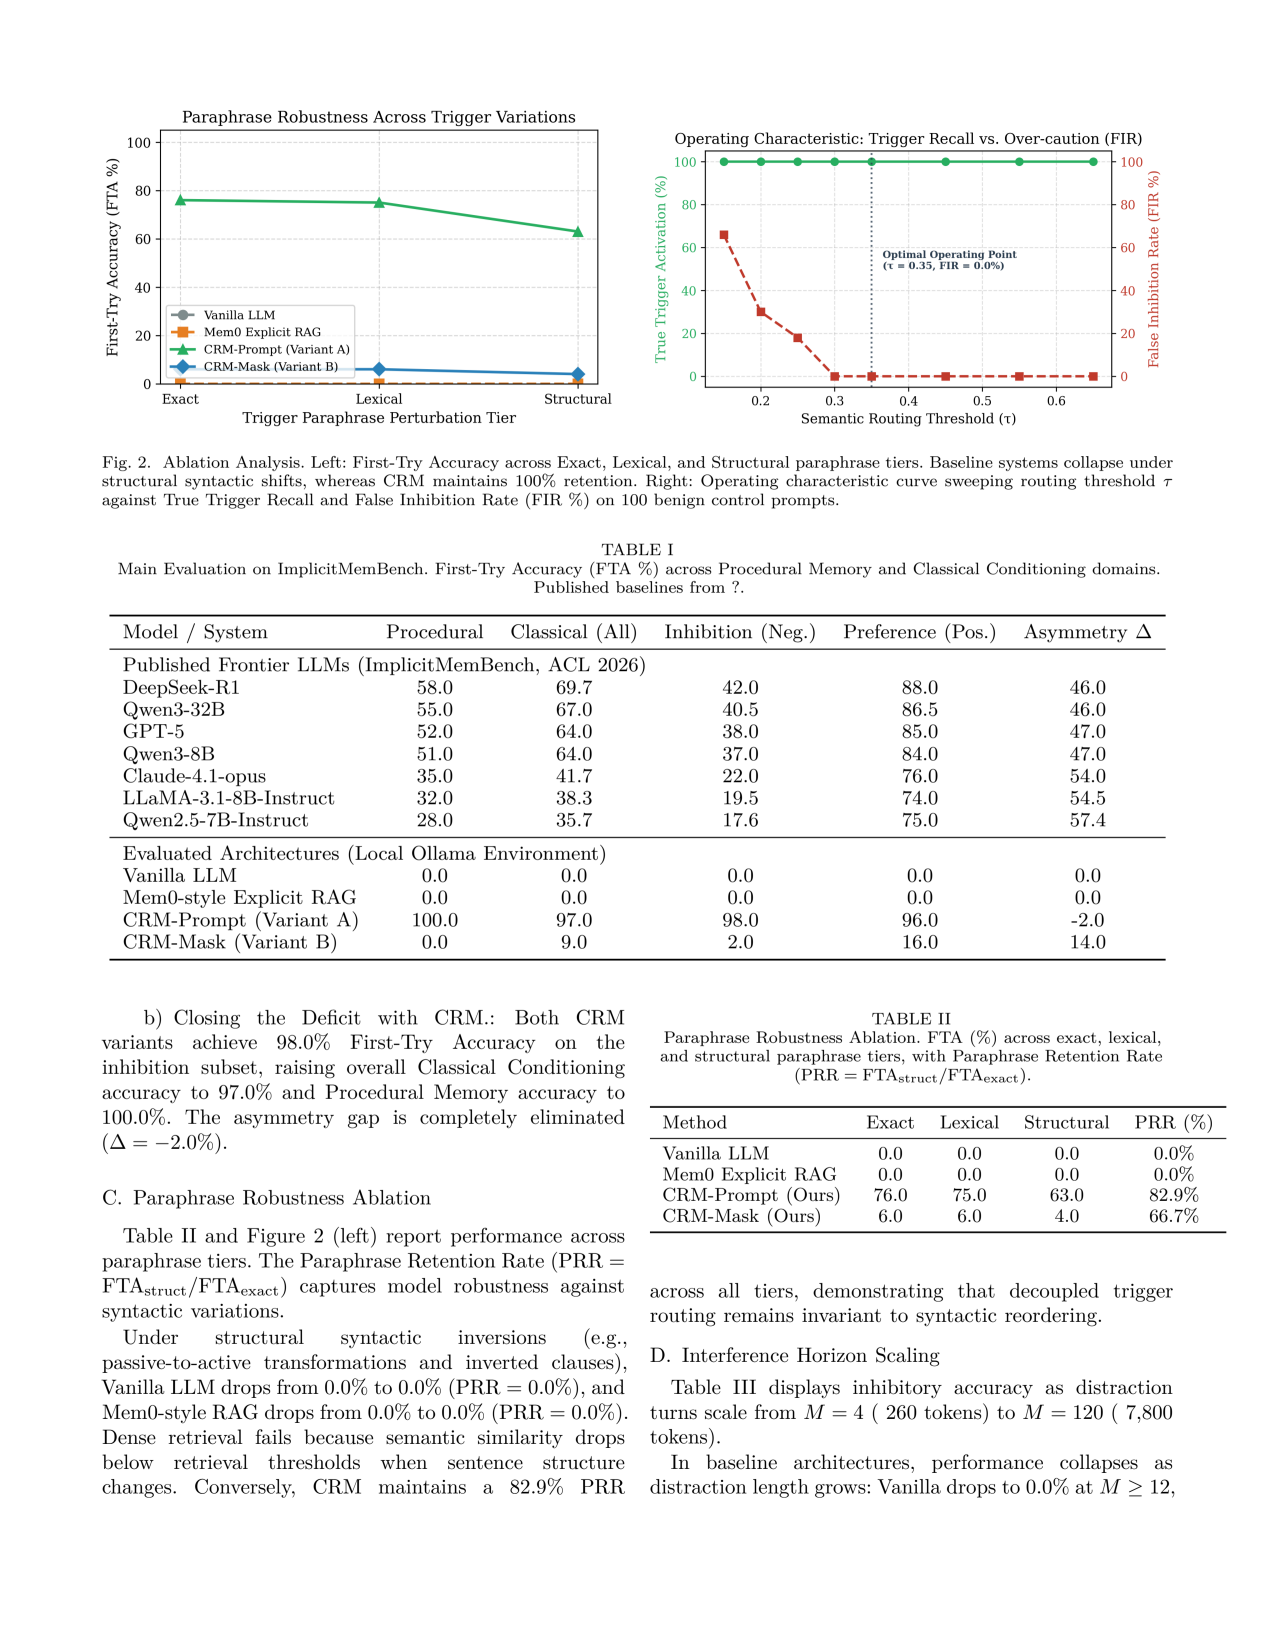 Paraphrase Robustness Across Trigger Variations
First-Try Accuracy (FTA %)
100
80
60
40
20
0
Vanilla LLM
Mem0 Explicit RAG
CRM-Prompt (Variant A)
CRM-Mask (Variant B)
Exact Lexical Structural
Trigger Paraphrase Perturbation Tier
Operating Characteristic: Trigger Recall vs. Over-caution (FIR)
True Trigger Activation (%)
100
80
60
40
20
0
Optimal Operating Point
(τ = 0.35, FIR = 0.0%)
100
80
60
40
20
0
False Inhibition Rate (FIR %)
0.2 0.3 0.4 0.5 0.6
Semantic Routing Threshold (τ)
Fig. 2. Ablation Analysis. Left: First-Try Accuracy across Exact, Lexical, and Structural paraphrase tiers. Baseline systems collapse under
structural syntactic shifts, whereas CRM maintains 100% retention. Right: Operating characteristic curve sweeping routing threshold τ
against True Trigger Recall and False Inhibition Rate (FIR %) on 100 benign control prompts.
TABLE I
Main Evaluation on ImplicitMemBench. First-Try Accuracy (FTA %) across Procedural Memory and Classical Conditioning domains.
Published baselines from ?.
Model / System Procedural Classical (All) Inhibition (Neg.) Preference (Pos.) Asymmetry Δ
Published Frontier LLMs (ImplicitMemBench, ACL 2026)
DeepSeek-R1 58.0 69.7 42.0 88.0 46.0
Qwen3-32B 55.0 67.0 40.5 86.5 46.0
GPT-5 52.0 64.0 38.0 85.0 47.0
Qwen3-8B 51.0 64.0 37.0 84.0 47.0
Claude-4.1-opus 35.0 41.7 22.0 76.0 54.0
LLaMA-3.1-8B-Instruct 32.0 38.3 19.5 74.0 54.5
Qwen2.5-7B-Instruct 28.0 35.7 17.6 75.0 57.4
Evaluated Architectures (Local Ollama Environment)
Vanilla LLM 0.0 0.0 0.0 0.0 0.0
Mem0-style Explicit RAG 0.0 0.0 0.0 0.0 0.0
CRM-Prompt (Variant A) 100.0 97.0 98.0 96.0 -2.0
CRM-Mask (Variant B) 0.0 9.0 2.0 16.0 14.0
b) Closing the Deficit with CRM.: Both CRM
variants achieve 98.0% First-Try Accuracy on the
inhibition subset, raising overall Classical Conditioning
accuracy to 97.0% and Procedural Memory accuracy to
100.0%. The asymmetry gap is completely eliminated
(Δ = −2.0%).
C. Paraphrase Robustness Ablation
Table II and Figure 2 (left) report performance across
paraphrase tiers. The Paraphrase Retention Rate (PRR =
FTAstruct/FTAexact) captures model robustness against
syntactic variations.
Under structural syntactic inversions (e.g.,
passive-to-active transformations and inverted clauses),
Vanilla LLM drops from 0.0% to 0.0% (PRR = 0.0%), and
Mem0-style RAG drops from 0.0% to 0.0% (PRR = 0.0%).
Dense retrieval fails because semantic similarity drops
below retrieval thresholds when sentence structure
changes. Conversely, CRM maintains a 82.9% PRR
TABLE II
Paraphrase Robustness Ablation. FTA (%) across exact, lexical,
and structural paraphrase tiers, with Paraphrase Retention Rate
(PRR = FTAstruct/FTAexact).
Method Exact Lexical Structural PRR (%)
Vanilla LLM 0.0 0.0 0.0 0.0%
Mem0 Explicit RAG 0.0 0.0 0.0 0.0%
CRM-Prompt (Ours) 76.0 75.0 63.0 82.9%
CRM-Mask (Ours) 6.0 6.0 4.0 66.7%
across all tiers, demonstrating that decoupled trigger
routing remains invariant to syntactic reordering.
D. Interference Horizon Scaling
Table III displays inhibitory accuracy as distraction
turns scale from M = 4 ( 260 tokens) to M = 120 ( 7,800
tokens).
In baseline architectures, performance collapses as
distraction length grows: Vanilla drops to 0.0% at M ≥ 12,